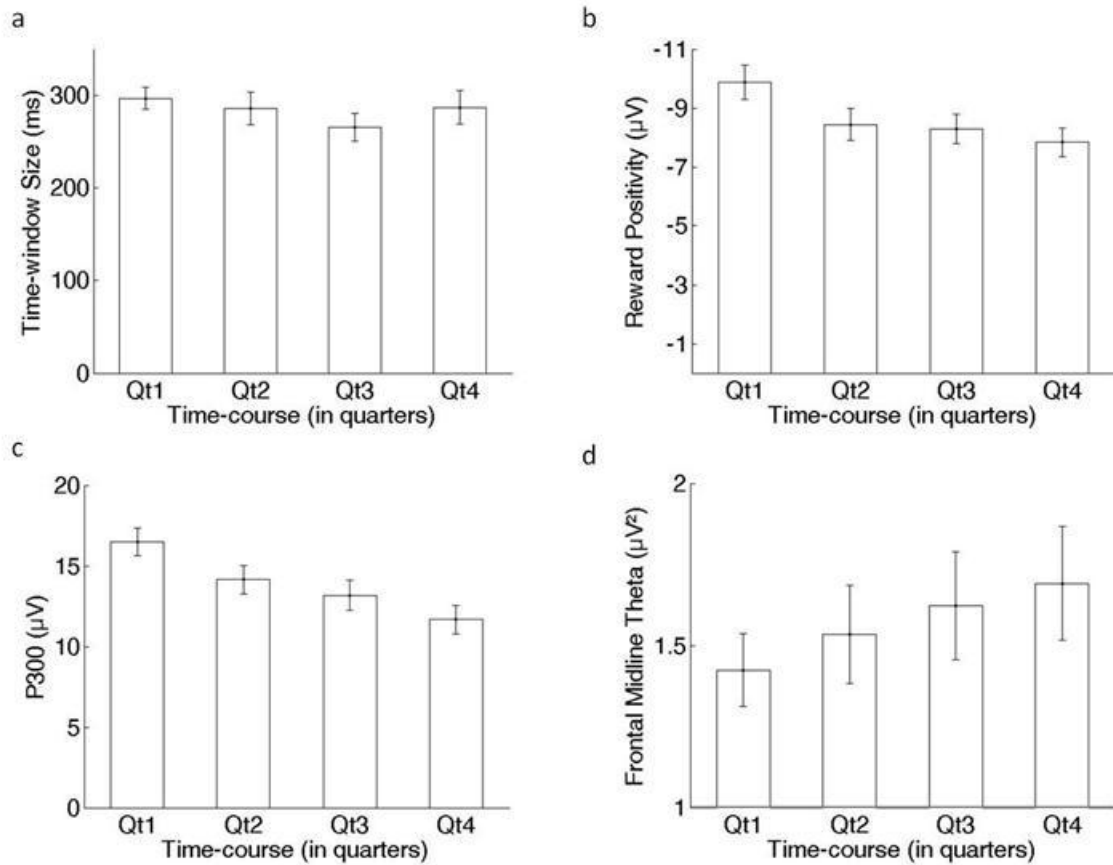 a
Time-window Size (ms)
300
200
100
0
Qt1 Qt2 Qt3 Qt4
Time-course (in quarters)
b
Reward Positivity (µV)
-11
-9
-7
-5
-3
-1
Qt1 Qt2 Qt3 Qt4
Time-course (in quarters)
c
P300 (µV)
20
15
10
5
0
Qt1 Qt2 Qt3 Qt4
Time-course (in quarters)
d
Frontal Midline Theta (µV²)
2
1.5
1
Qt1 Qt2 Qt3 Qt4
Time-course (in quarters)